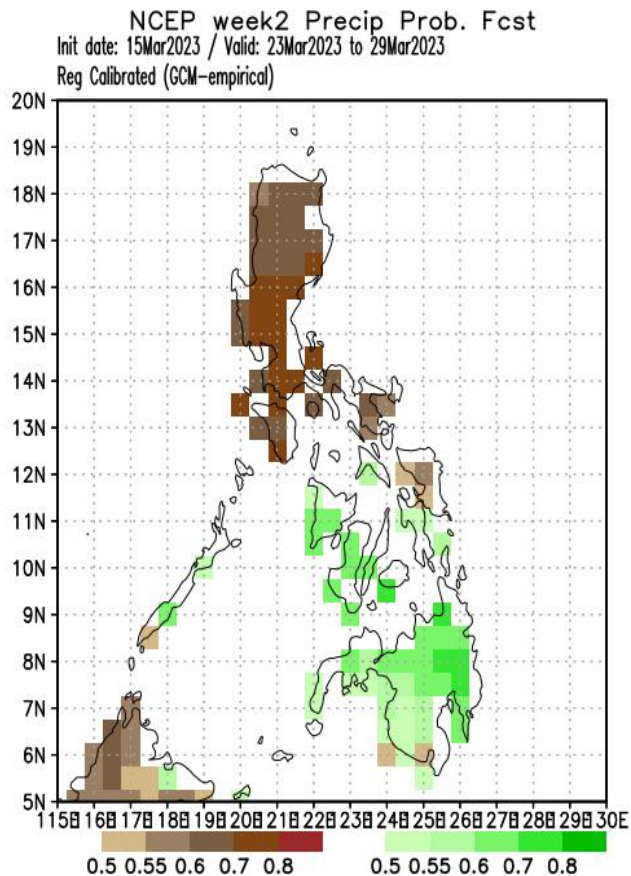 NCEP week2 Precip Prob. Fcst
Init date: 15Mar2023 / Valid: 23Mar2023 to 29Mar2023
Reg Calibrated (GCM-empirical)
20N
19N
18N
17N
16N
15N
14N
13N
12N
11N
10N
9N
8N
7N
6N
5N
115E 116E 117E 118E 119E 120E 121E 122E 123E 124E 125E 126E 127E 128E 129E 130E
0.5 0.55 0.6 0.7 0.8 0.5 0.55 0.6 0.7 0.8